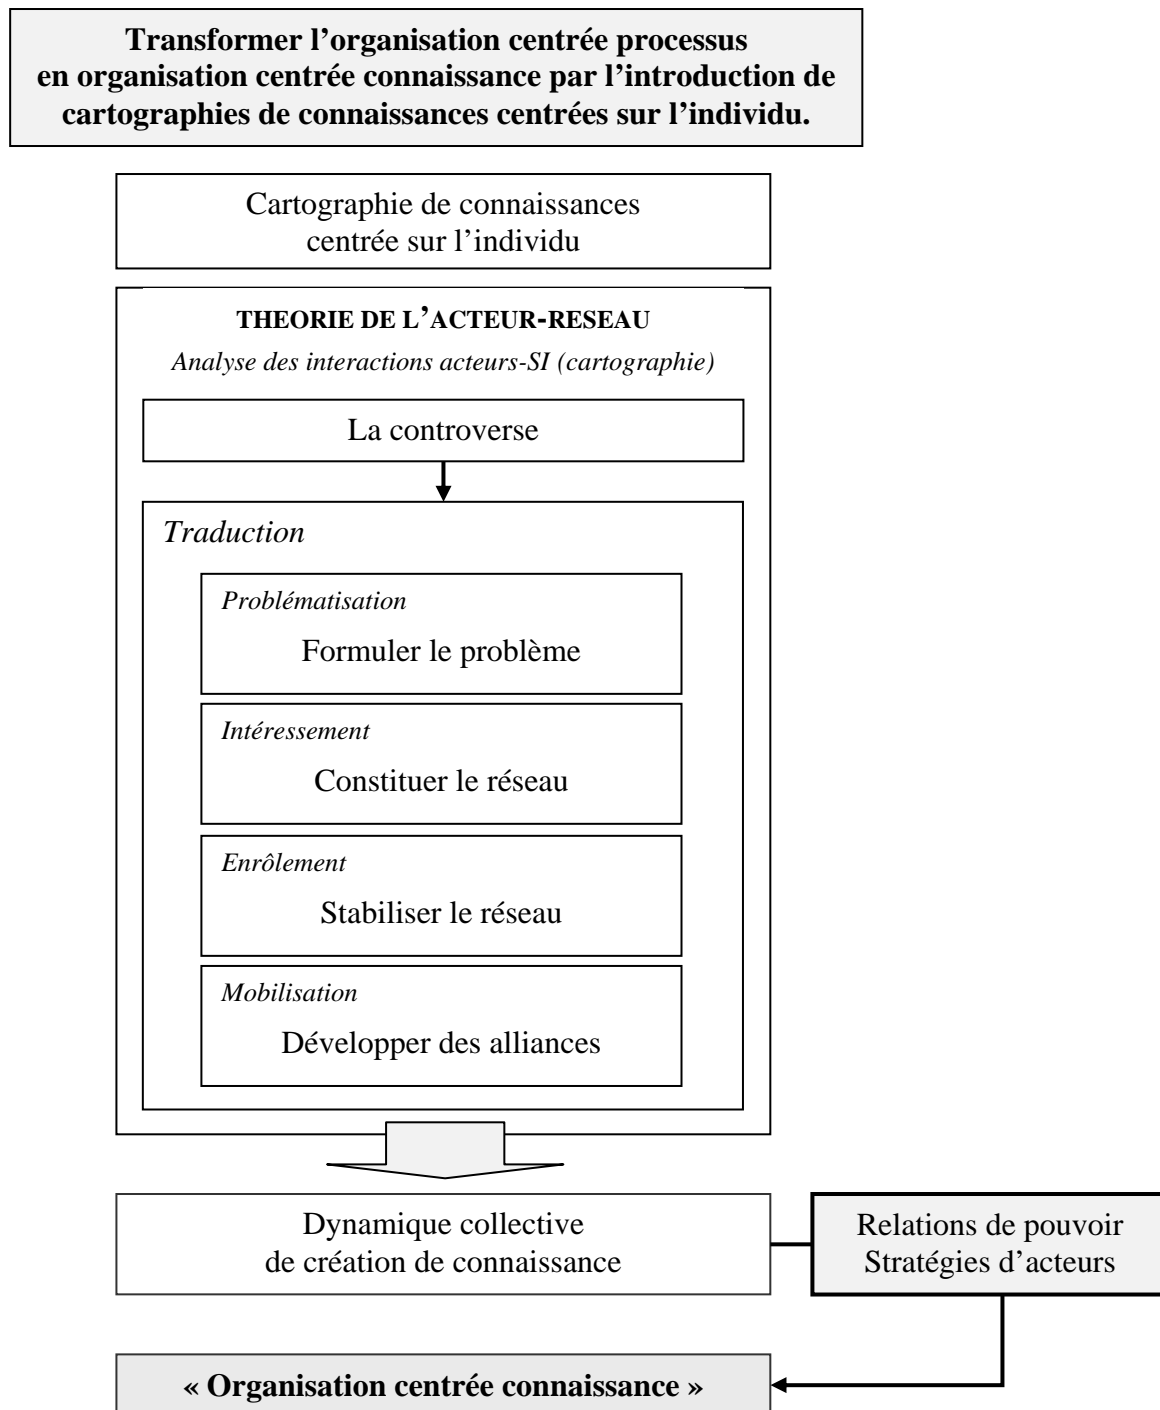 Transformer l’organisation centrée processus
en organisation centrée connaissance par l’introduction de
cartographies de connaissances centrées sur l’individu.
Cartographie de connaissances
centrée sur l’individu
THEORIE DE L’ACTEUR-RESEAU
Analyse des interactions acteurs-SI (cartographie)
La controverse
Traduction
Problématisation
Formuler le problème
Intéressement
Constituer le réseau
Enrôlement
Stabiliser le réseau
Mobilisation
Développer des alliances
Dynamique collective
de création de connaissance
Relations de pouvoir
Stratégies d’acteurs
« Organisation centrée connaissance »